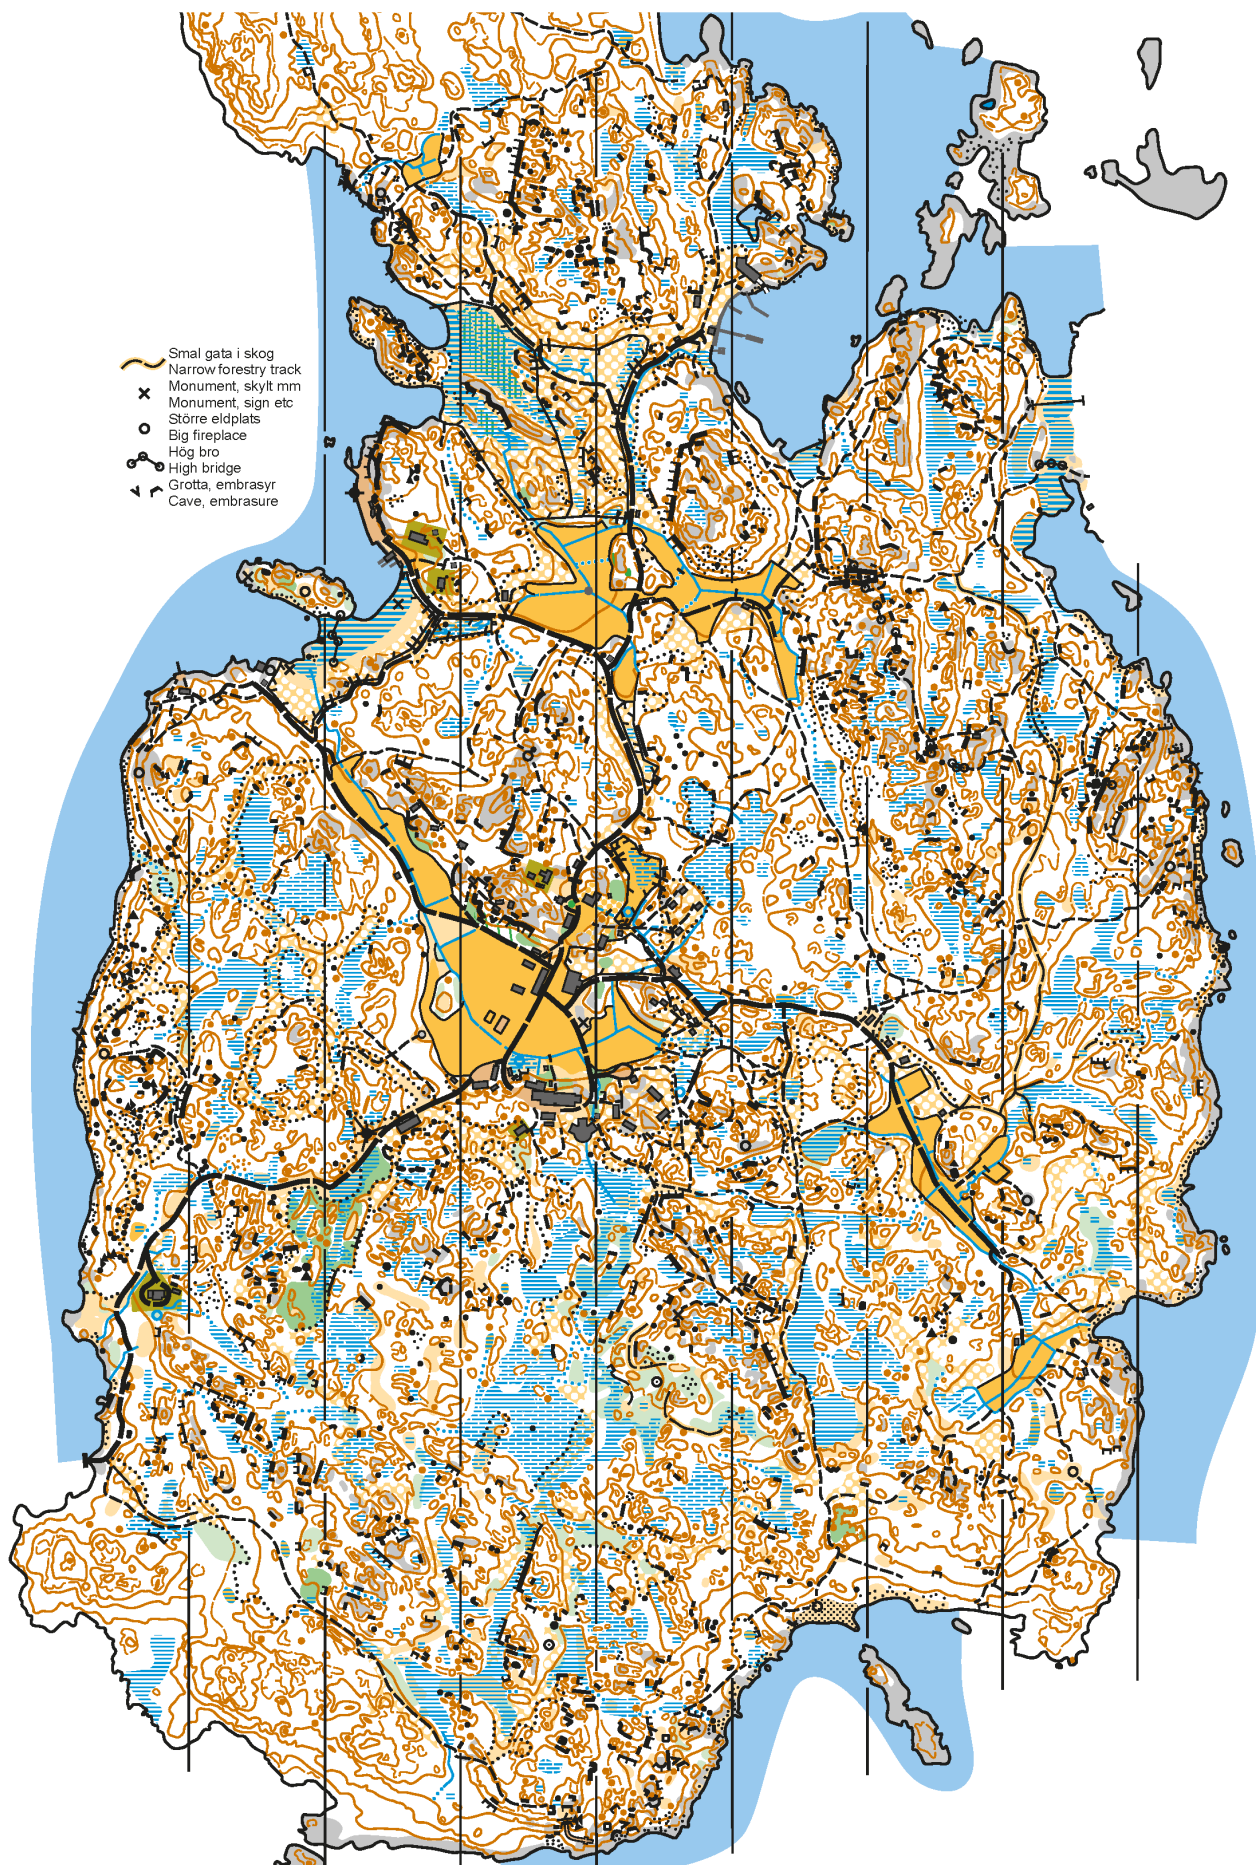 Smal gata i skog
Narrow forestry track
Monument, skylt mm
Monument, sign etc
Större eldplats
Big fireplace
Hög bro
High bridge
Grotta, embrasyr
Cave, embrasure